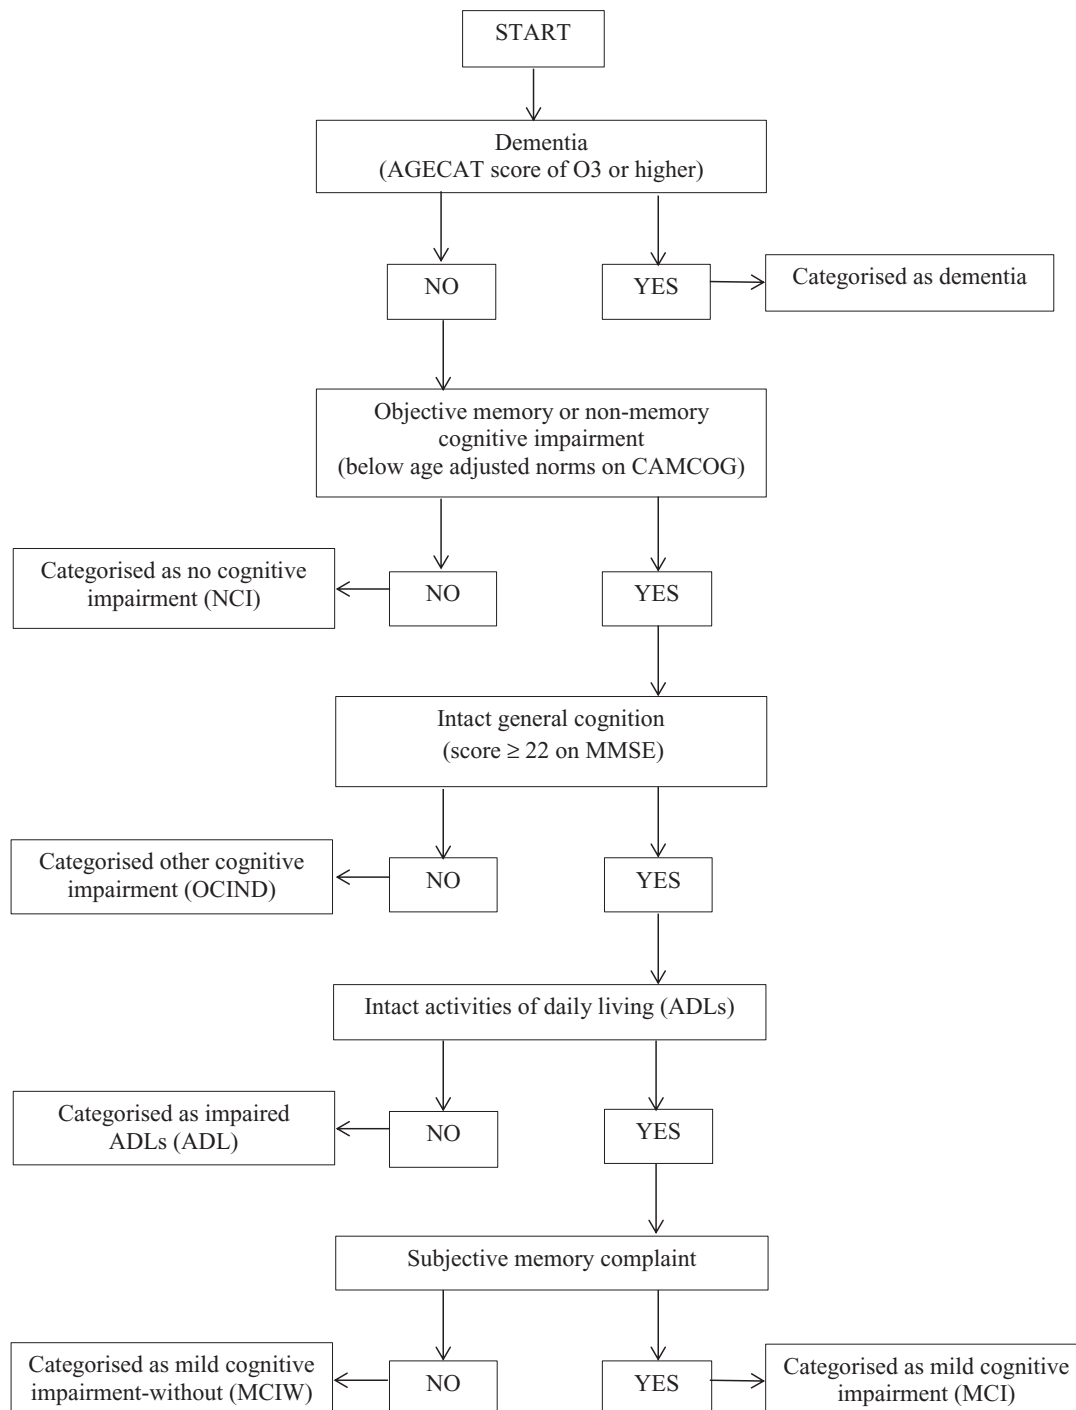 START
Dementia
(AGECAT score of O3 or higher)
NO
YES
Categorised as dementia
Objective memory or non-memory
cognitive impairment
(below age adjusted norms on CAMCOG)
Categorised as no cognitive
impairment (NCI)
NO
YES
Intact general cognition
(score ≥ 22 on MMSE)
Categorised other cognitive
impairment (OCIND)
NO
YES
Intact activities of daily living (ADLs)
Categorised as impaired
ADLs (ADL)
NO
YES
Subjective memory complaint
Categorised as mild cognitive
impairment-without (MCIW)
NO
YES
Categorised as mild cognitive
impairment (MCI)